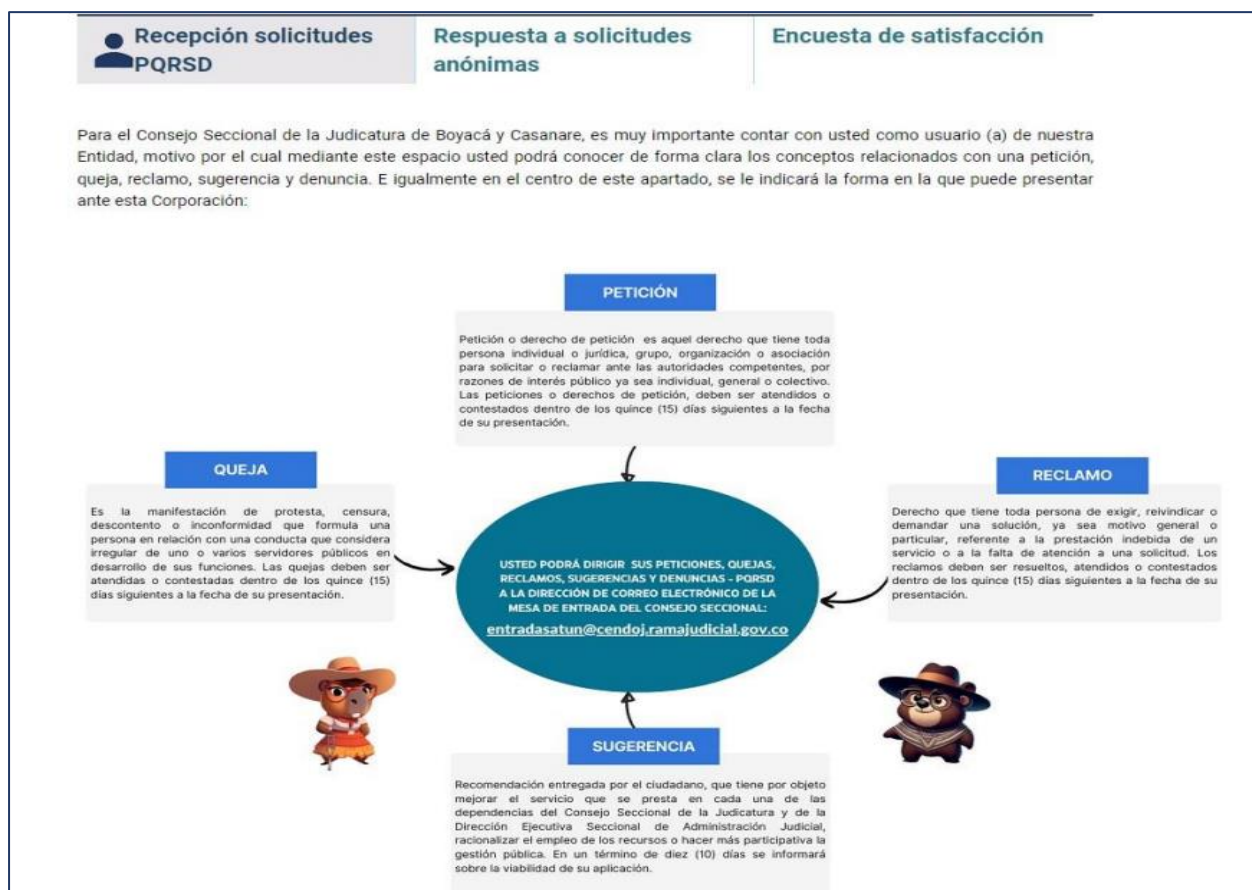 Recepción solicitudes
PQRSD
Respuesta a solicitudes
anónimas
Encuesta de satisfacción
Para el Consejo Seccional de la Judicatura de Boyacá y Casanare, es muy importante contar con usted como usuario (a) de nuestra
Entidad, motivo por el cual mediante este espacio usted podrá conocer de forma clara los conceptos relacionados con una petición,
queja, reclamo, sugerencia y denuncia. E igualmente en el centro de este apartado, se le indicará la forma en la que puede presentar
ante esta Corporación:
PETICIÓN
Petición o derecho de petición es aquel derecho que tiene toda
persona individual o jurídica, grupo, organización o asociación
para solicitar o reclamar ante las autoridades competentes, por
razones de interés público ya sea individual, general o colectivo.
Las peticiones o derechos de petición, deben ser atendidos o
contestados dentro de los quince (15) días siguientes a la fecha
de su presentación.
QUEJA
Es la manifestación de protesta, censura,
descontento o inconformidad que formula una
persona en relación con una conducta que considera
irregular de uno o varios servidores públicos en
desarrollo de sus funciones. Las quejas deben ser
atendidas o contestadas dentro de los quince (15)
días siguientes a la fecha de su presentación.
RECLAMO
Derecho que tiene toda persona de exigir, reivindicar o
demandar una solución, ya sea motivo general o
particular, referente a la prestación indebida de un
servicio o a la falta de atención a una solicitud. Los
reclamos deben ser resueltos, atendidos o contestados
dentro de los quince (15) días siguientes a la fecha de su
presentación.
USTED PODRÁ DIRIGIR SUS PETICIONES, QUEJAS,
RECLAMOS, SUGERENCIAS Y DENUNCIAS - PQRSD
A LA DIRECCIÓN DE CORREO ELECTRÓNICO DE LA
MESA DE ENTRADA DEL CONSEJO SECCIONAL:
entradasatun@cendoj.ramajudicial.gov.co
SUGERENCIA
Recomendación entregada por el ciudadano, que tiene por objeto
mejorar el servicio que se presta en cada una de las
dependencias del Consejo Seccional de la Judicatura y de la
Dirección Ejecutiva Seccional de Administración Judicial,
racionalizar el empleo de los recursos o hacer más participativa la
gestión pública. En un término de diez (10) días se informará
sobre la viabilidad de su aplicación.